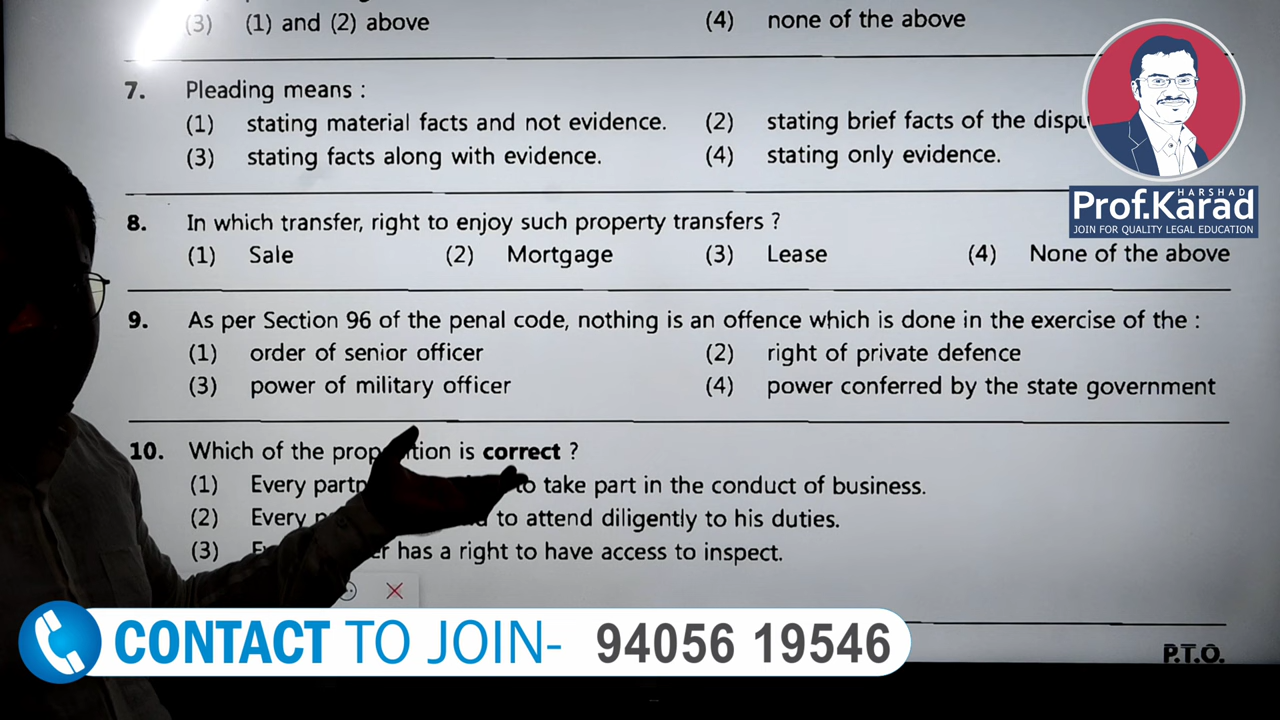 (3) (1) and (2) above (4) none of the above
7. Pleading means :
(1) stating material facts and not evidence. (2) stating brief facts of the
(3) stating facts along with evidence. (4) stating only evidence.
HARSHAD
Prof.Karad
JOIN FOR QUALITY LEGAL EDUCATION
8. In which transfer, right to enjoy such property transfers ?
(1) Sale (2) Mortgage (3) Lease (4) None of the above
9. As per Section 96 of the penal code, nothing is an offence which is done in the exercise of the :
(1) order of senior officer (2) right of private defence
(3) power of military officer (4) power conferred by the state government
10. Which of the is correct ?
(1) Every to take part in the conduct of business.
(2) Every to attend diligently to his duties.
(3) has a right to have access to inspect.
CONTACT TO JOIN- 94056 19546
P.T.O.